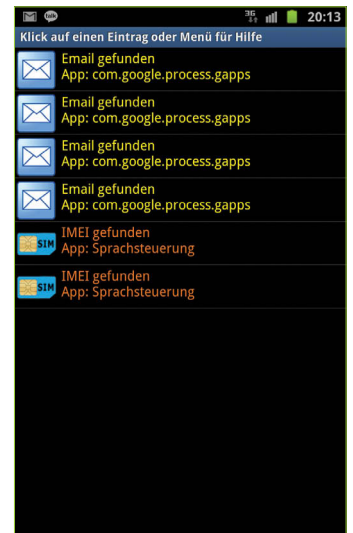 talk 3G 20:13
Klick auf einen Eintrag oder Menü für Hilfe
Email gefunden
App: com.google.process.gapps
Email gefunden
App: com.google.process.gapps
Email gefunden
App: com.google.process.gapps
Email gefunden
App: com.google.process.gapps
IMEI gefunden
SIM
App: Sprachsteuerung
IMEI gefunden
SIM
App: Sprachsteuerung